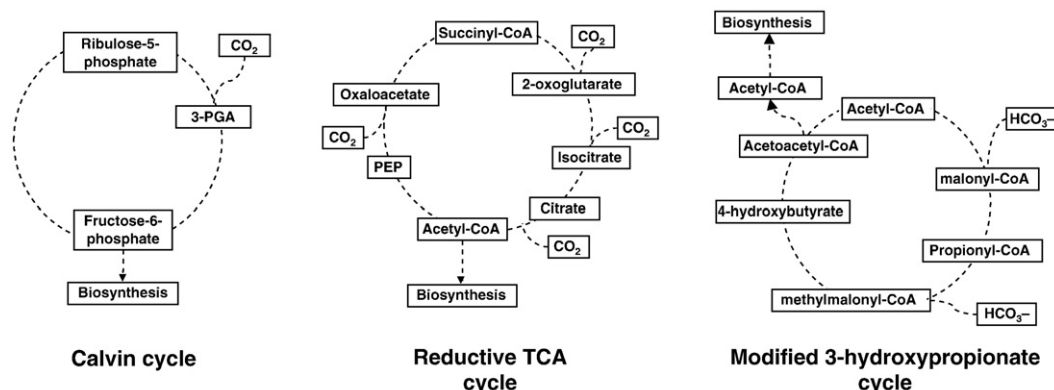 Ribulose-5-
phosphate
CO2
3-PGA
Fructose-6-
phosphate
Biosynthesis
Calvin cycle
Succinyl-CoA
CO2
2-oxoglutarate
Oxaloacetate
CO2
CO2
Isocitrate
PEP
Citrate
Acetyl-CoA
CO2
Biosynthesis
Reductive TCA
cycle
Biosynthesis
Acetyl-CoA
Acetyl-CoA
HCO3–
Acetoacetyl-CoA
malonyl-CoA
4-hydroxybutyrate
Propionyl-CoA
methylmalonyl-CoA
HCO3–
Modified 3-hydroxypropionate
cycle